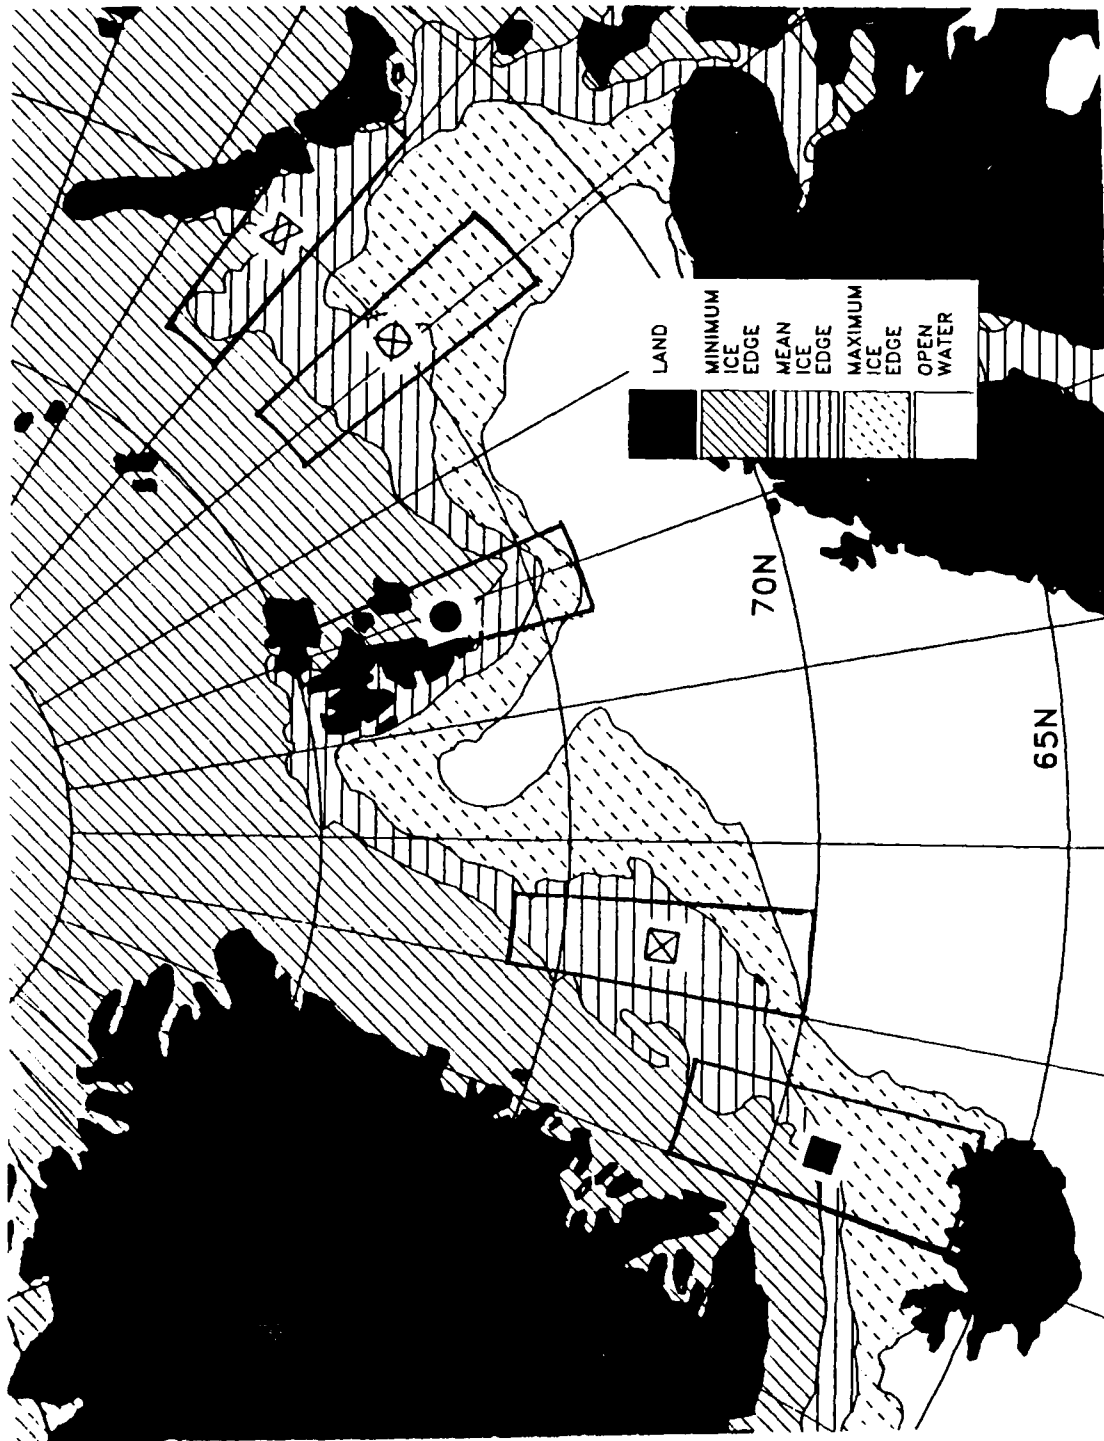 LAND
MINIMUM
ICE
EDGE
MEAN
ICE
EDGE
MAXIMUM
ICE
EDGE
OPEN
WATER
70N
65N